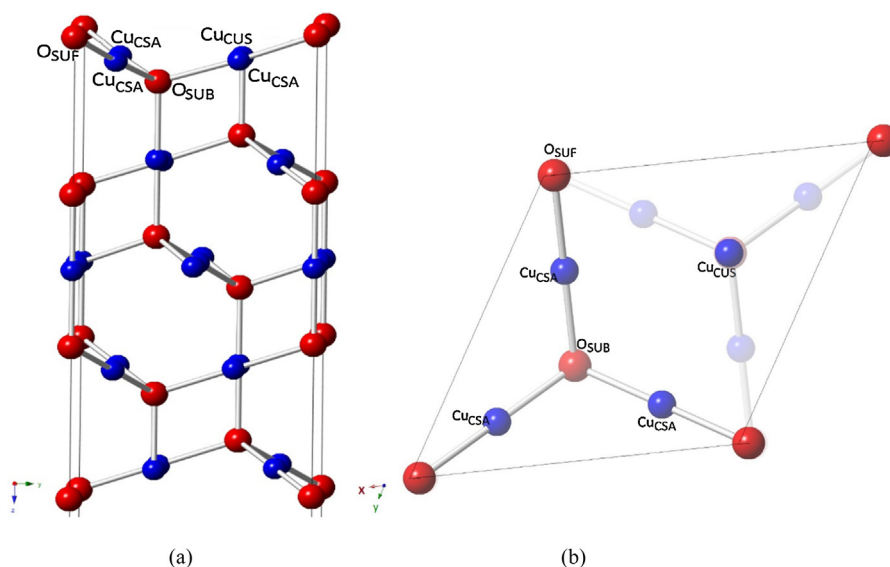 Cu_CSA
Cu_CUS
O_SUF
Cu_CSA
O_SUB
Cu_CSA
y
z
(a)
O_SUF
Cu_CSA
Cu_CUS
O_SUB
Cu_CSA
Cu_CSA
x
y
(b)